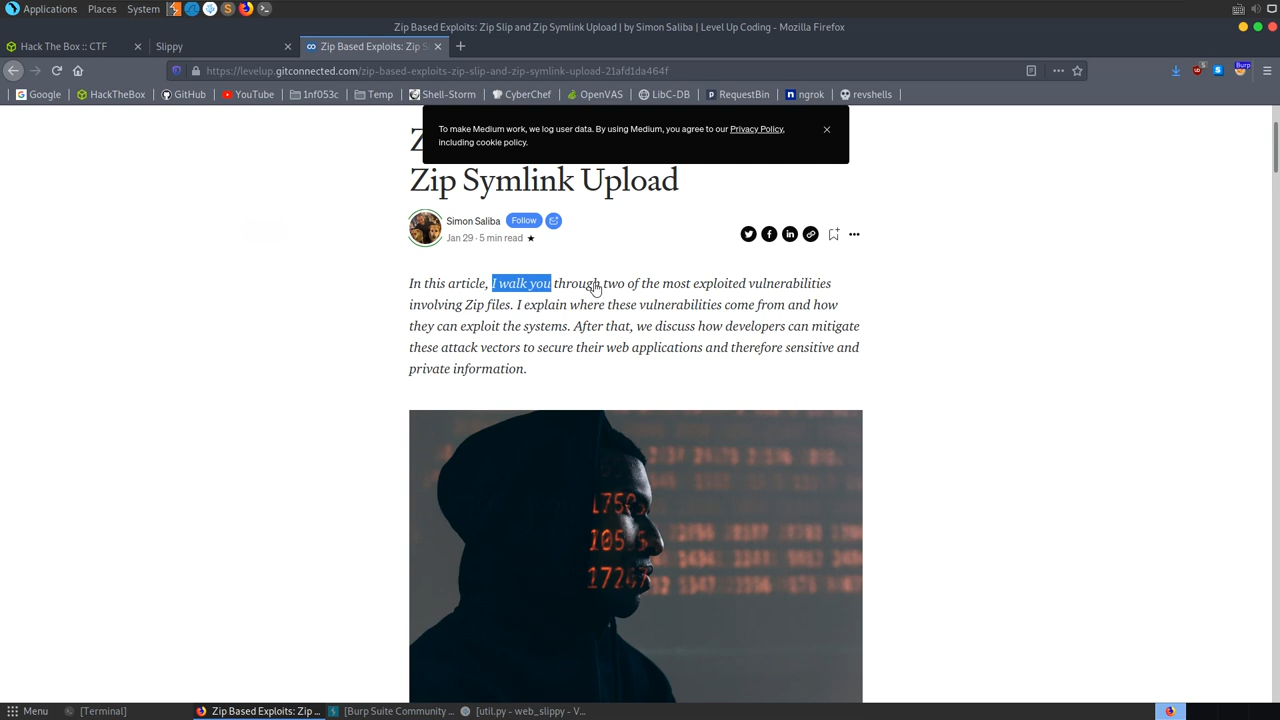 Applications Places System
Zip Based Exploits: Zip Slip and Zip Symlink Upload | by Simon Saliba | Level Up Coding - Mozilla Firefox
Hack The Box :: CTF
Slippy
Zip Based Exploits: Zip S
https://levelup.gitconnected.com/zip-based-exploits-zip-slip-and-zip-symlink-upload-21afd1da464f
Burp
Google HackTheBox GitHub YouTube 1nf053c Temp Shell-Storm CyberChef OpenVAS LibC-DB RequestBin ngrok revshells
To make Medium work, we log user data. By using Medium, you agree to our Privacy Policy,
including cookie policy.
Zip Symlink Upload
Simon Saliba Follow
Jan 29 · 5 min read ★
In this article, I walk you through two of the most exploited vulnerabilities
involving Zip files. I explain where these vulnerabilities come from and how
they can exploit the systems. After that, we discuss how developers can mitigate
these attack vectors to secure their web applications and therefore sensitive and
private information.
Menu [Terminal] Zip Based Exploits: Zip ... [Burp Suite Community ... [util.py - web_slippy - V...